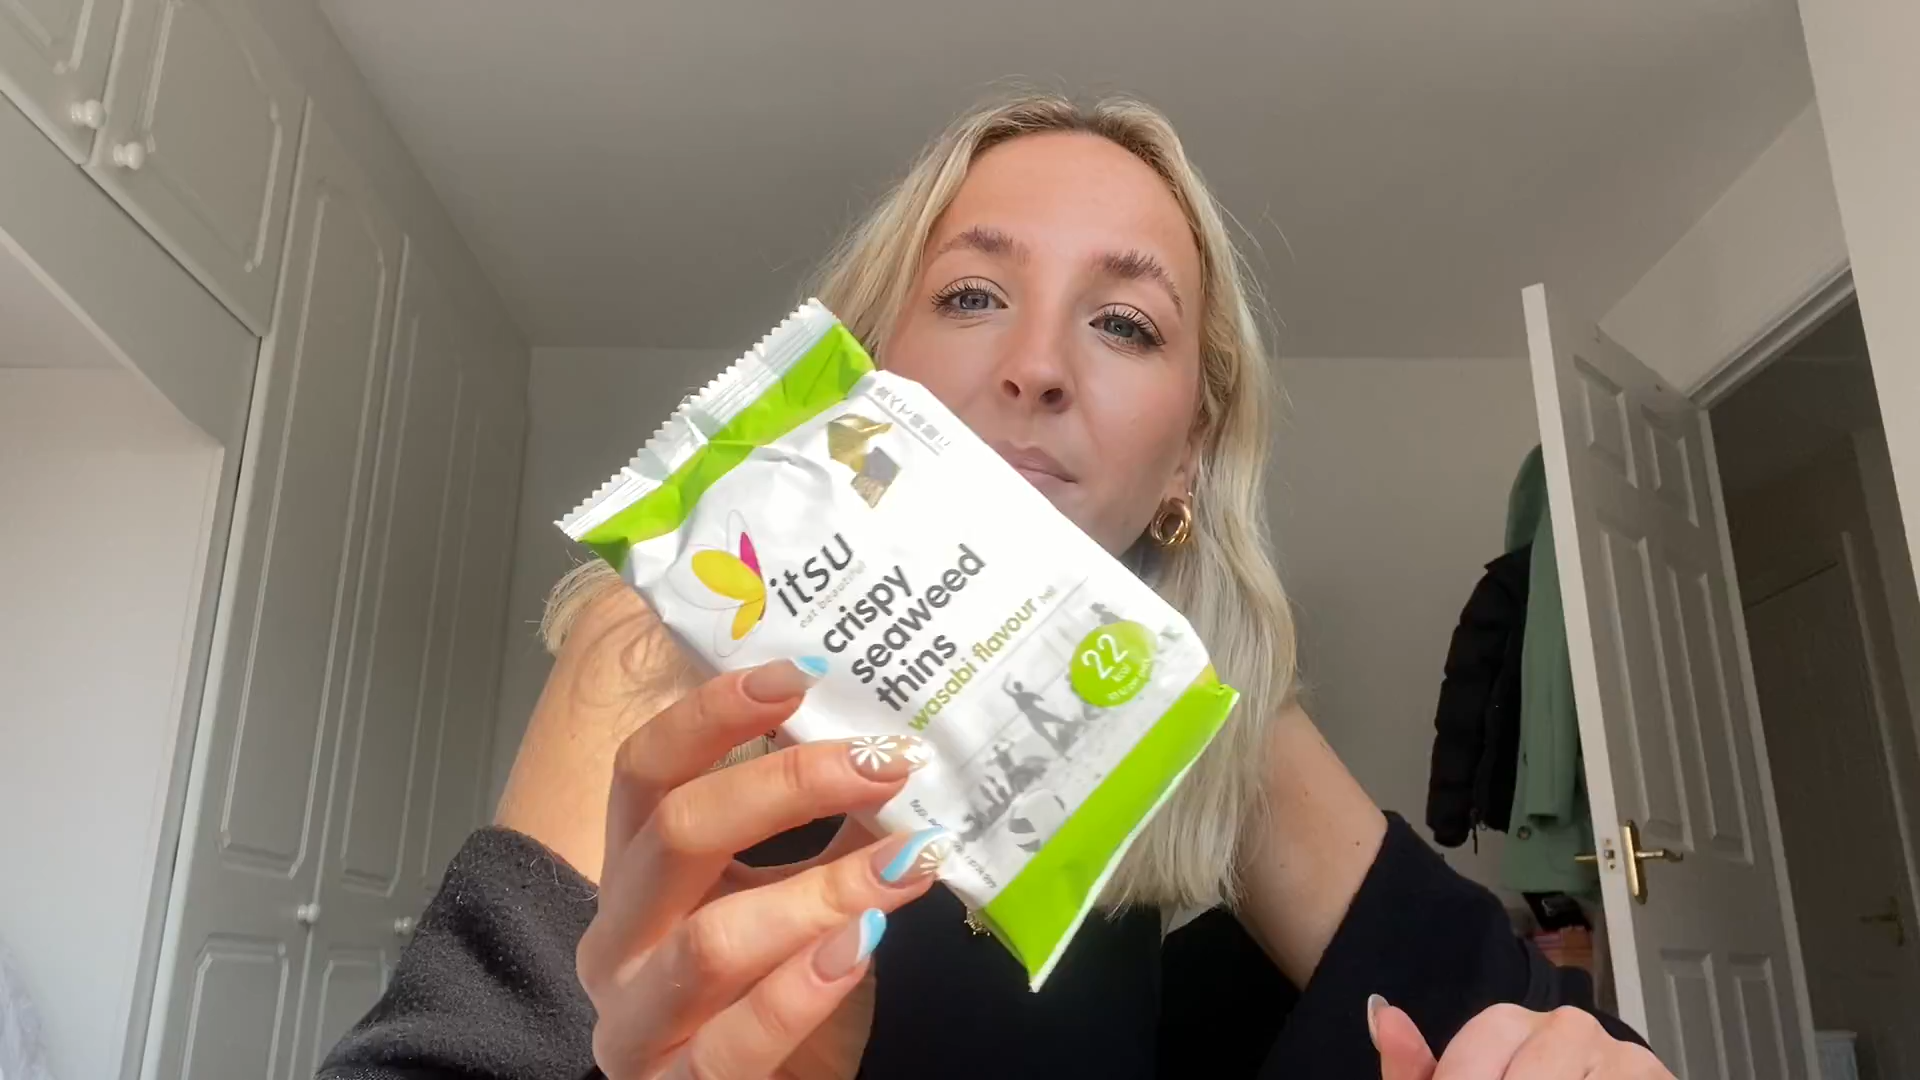 itsu
eat beautiful
crispy
seaweed
thins
wasabi flavour
22
kcal